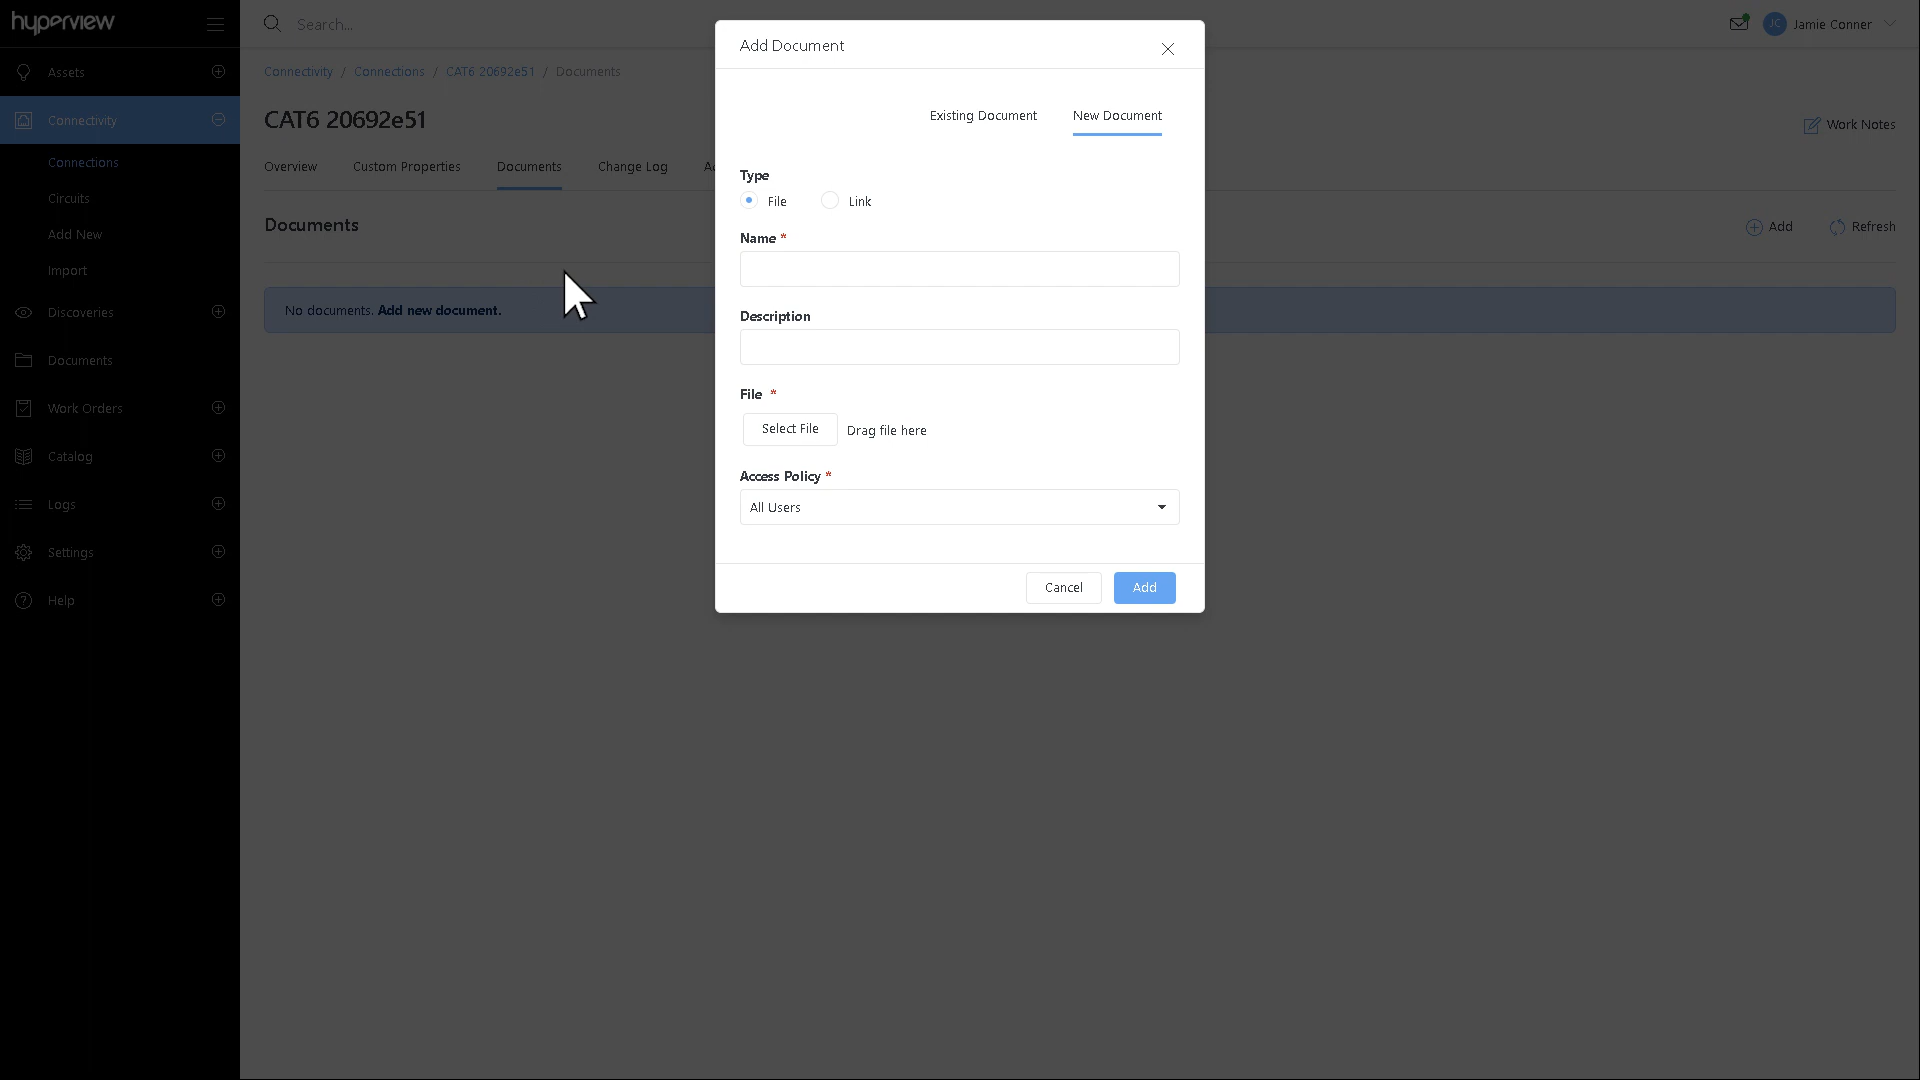 hyperview
Search...
JC Jamie Conner
Assets
Connectivity
Connections
Circuits
Add New
Import
Discoveries
Documents
Work Orders
Catalog
Logs
Settings
Help
Connectivity / Connections / CAT6 20692e51 / Documents
CAT6 20692e51
Work Notes
Overview Custom Properties Documents Change Log
Documents
Add Refresh
No documents. Add new document.
Add Document
Existing Document New Document
Type
File Link
Name *
Description
File *
Select File Drag file here
Access Policy *
All Users
Cancel Add